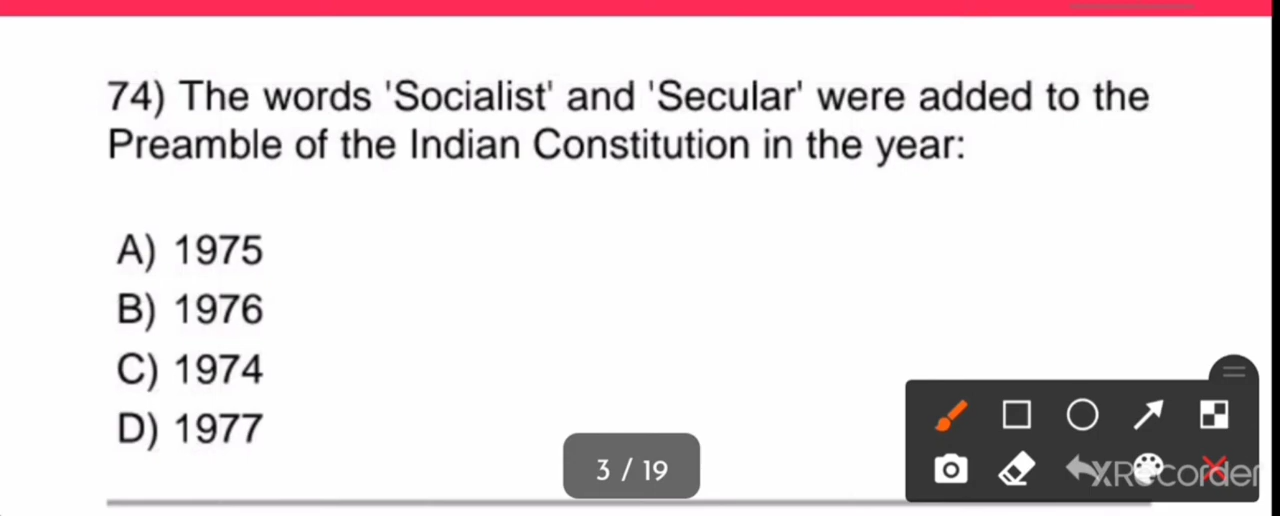 74) The words 'Socialist' and 'Secular' were added to the
Preamble of the Indian Constitution in the year:
A) 1975
B) 1976
C) 1974
D) 1977
3 / 19
XRecorder